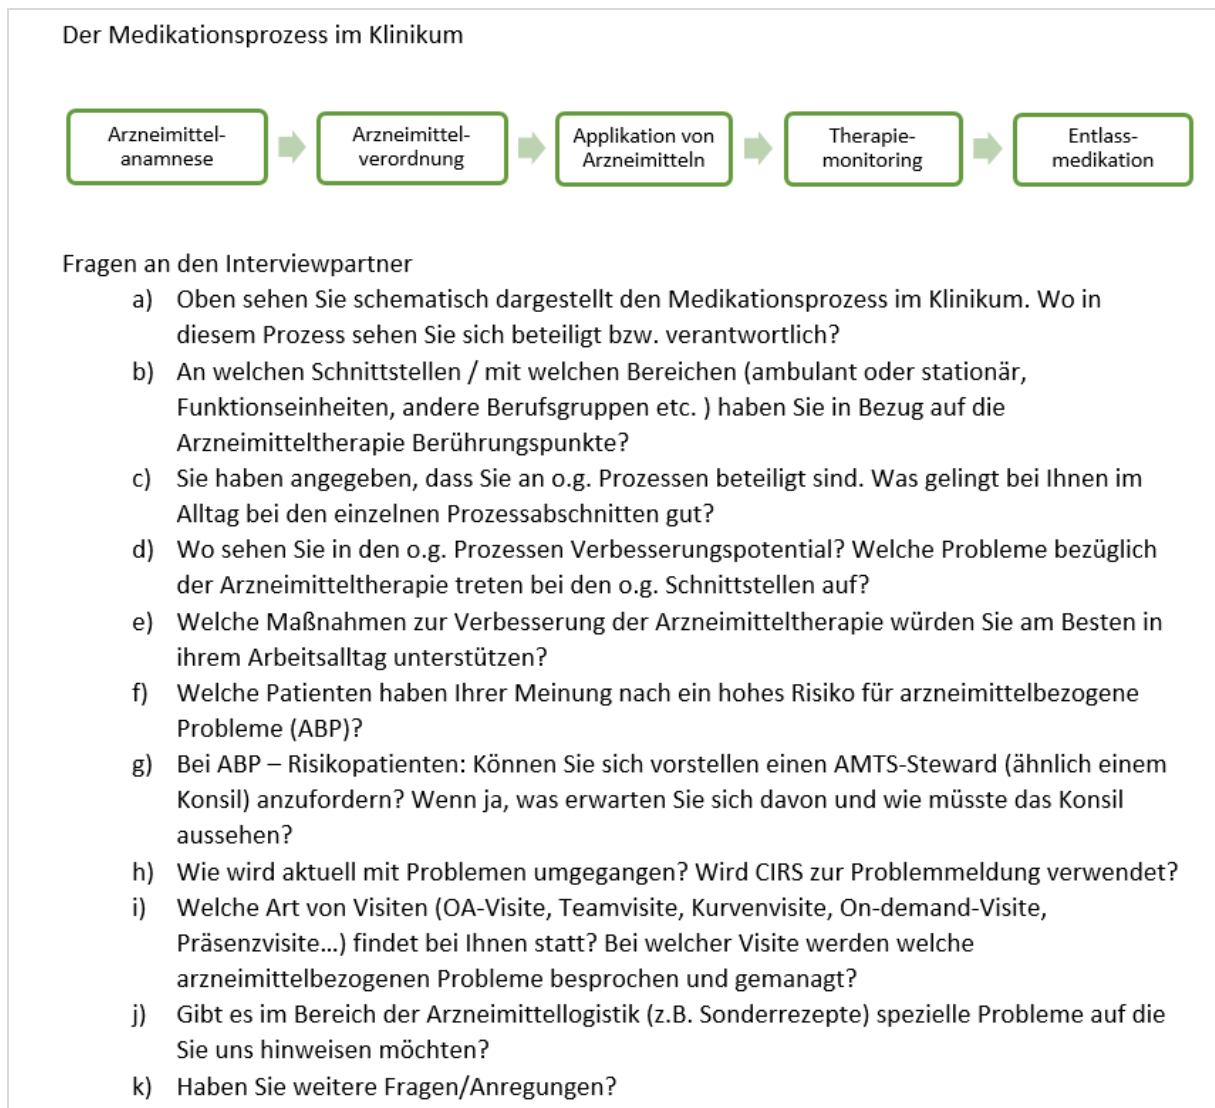 Der Medikationsprozess im Klinikum
Arzneimittel-
anamnese
Arzneimittel-
verordnung
Applikation von
Arzneimitteln
Therapie-
monitoring
Entlass-
medikation
Fragen an den Interviewpartner
a) Oben sehen Sie schematisch dargestellt den Medikationsprozess im Klinikum. Wo in
diesem Prozess sehen Sie sich beteiligt bzw. verantwortlich?
b) An welchen Schnittstellen / mit welchen Bereichen (ambulant oder stationär,
Funktionseinheiten, andere Berufsgruppen etc. ) haben Sie in Bezug auf die
Arzneimitteltherapie Berührungspunkte?
c) Sie haben angegeben, dass Sie an o.g. Prozessen beteiligt sind. Was gelingt bei Ihnen im
Alltag bei den einzelnen Prozessabschnitten gut?
d) Wo sehen Sie in den o.g. Prozessen Verbesserungspotential? Welche Probleme bezüglich
der Arzneimitteltherapie treten bei den o.g. Schnittstellen auf?
e) Welche Maßnahmen zur Verbesserung der Arzneimitteltherapie würden Sie am Besten in
ihrem Arbeitsalltag unterstützen?
f) Welche Patienten haben Ihrer Meinung nach ein hohes Risiko für arzneimittelbezogene
Probleme (ABP)?
g) Bei ABP – Risikopatienten: Können Sie sich vorstellen einen AMTS-Steward (ähnlich einem
Konsil) anzufordern? Wenn ja, was erwarten Sie sich davon und wie müsste das Konsil
aussehen?
h) Wie wird aktuell mit Problemen umgegangen? Wird CIRS zur Problemmeldung verwendet?
i) Welche Art von Visiten (OA-Visite, Teamvisite, Kurvenvisite, On-demand-Visite,
Präsenzvisite…) findet bei Ihnen statt? Bei welcher Visite werden welche
arzneimittelbezogenen Probleme besprochen und gemanagt?
j) Gibt es im Bereich der Arzneimittellogistik (z.B. Sonderrezepte) spezielle Probleme auf die
Sie uns hinweisen möchten?
k) Haben Sie weitere Fragen/Anregungen?